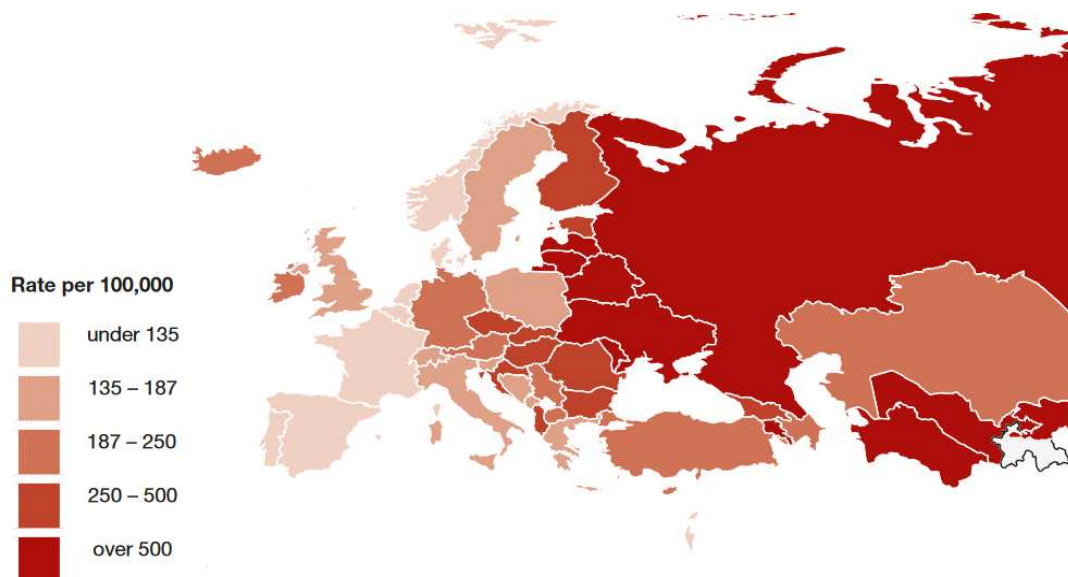 Rate per 100,000
under 135
135 – 187
187 – 250
250 – 500
over 500